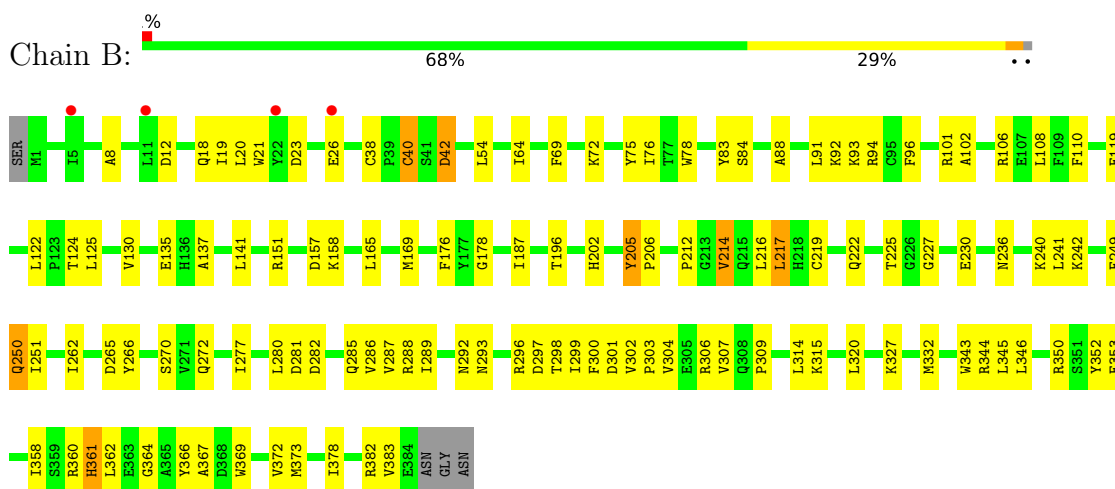 %
Chain B:
68% 29% • •
SER M1 I5 A8 L11 D12 Q18 I19 L20 W21 Y22 D23 E26 C38 P39 C40 S41 D42 L54 I64 F69 K72 Y75 I76 T77 W78 Y83 S84 A88 L91 K92 K93 R94 C95 F96 R101 A102 R106 E107 L108 F109 F110
L122 P123 T124 L125 V130 E135 H136 A137 L141 R151 D157 K158 L165 M169 F176 Y177 G178 I187 T196 H202 Y205 P206 P212 G213 V214 Q215 L216 L217 H218 C219 Q222 T225 G226 G227 E230 N236 K240 L241 K242
Q250 I251 I262 D265 Y266 S270 V271 Q272 I277 L280 D281 D282 Q285 V286 V287 R288 I289 N292 N293 R296 D297 T298 I299 F300 D301 V302 P303 V304 E305 R306 V307 Q308 P309 L314 K315 L320 K327 M332 W343 R344 L345 L346 R350 S351 Y352
I358 S359 R360 H361 L362 E363 G364 A365 Y366 A367 D368 W369 V372 M373 I378 R382 V383 E384 ASN GLY ASN